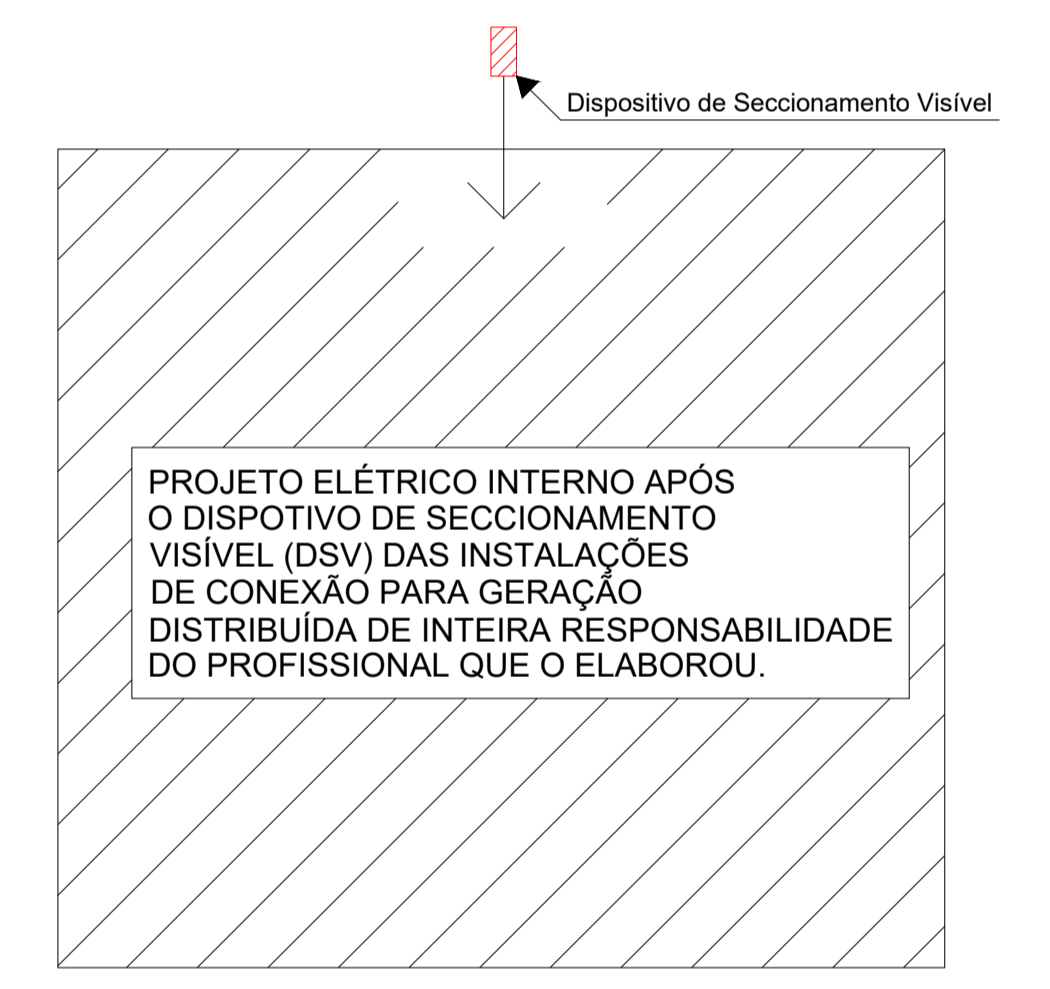 Dispositivo de Seccionamento Visível
PROJETO ELÉTRICO INTERNO APÓS
O DISPOTIVO DE SECCIONAMENTO
VISÍVEL (DSV) DAS INSTALAÇÕES
DE CONEXÃO PARA GERAÇÃO
DISTRIBUÍDA DE INTEIRA RESPONSABILIDADE
DO PROFISSIONAL QUE O ELABOROU.